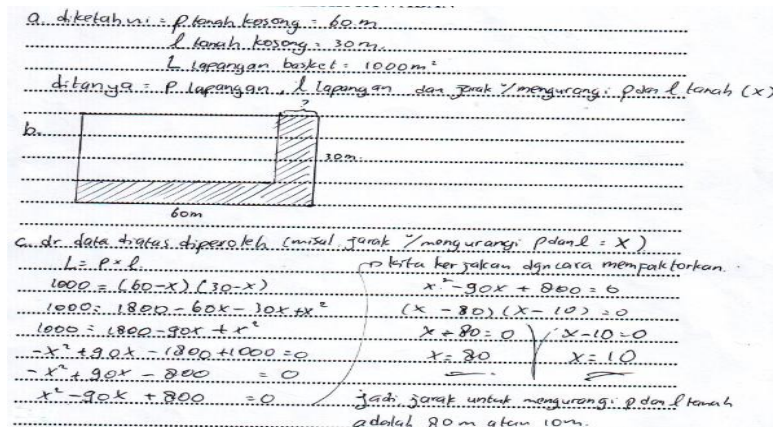 a. diketahui = p tanah kosong = 60 m
l tanah kosong = 30 m
L lapangan basket = 1000 m²
ditanya = p lapangan, l lapangan dan jarak u/ mengurangi p dan l tanah (x)
b.
?
30m
60m
c. dr data diatas diperoleh (misal jarak u/ mengurangi p dan l = x)
L = p × l
1000 = (60-x) (30-x)
1000 = 1800 - 60x - 30x + x²
1000 = 1800 - 90x + x²
-x² + 90x - 1800 + 1000 = 0
-x² + 90x - 800 = 0
x² - 90x + 800 = 0
kita kerjakan dgn cara memfaktorkan.
x² - 90x + 800 = 0
(x - 80) (x - 10) = 0
x - 80 = 0 x - 10 = 0
x = 80 x = 10
jadi jarak untuk mengurangi p dan l tanah
adalah 80 m atau 10 m.